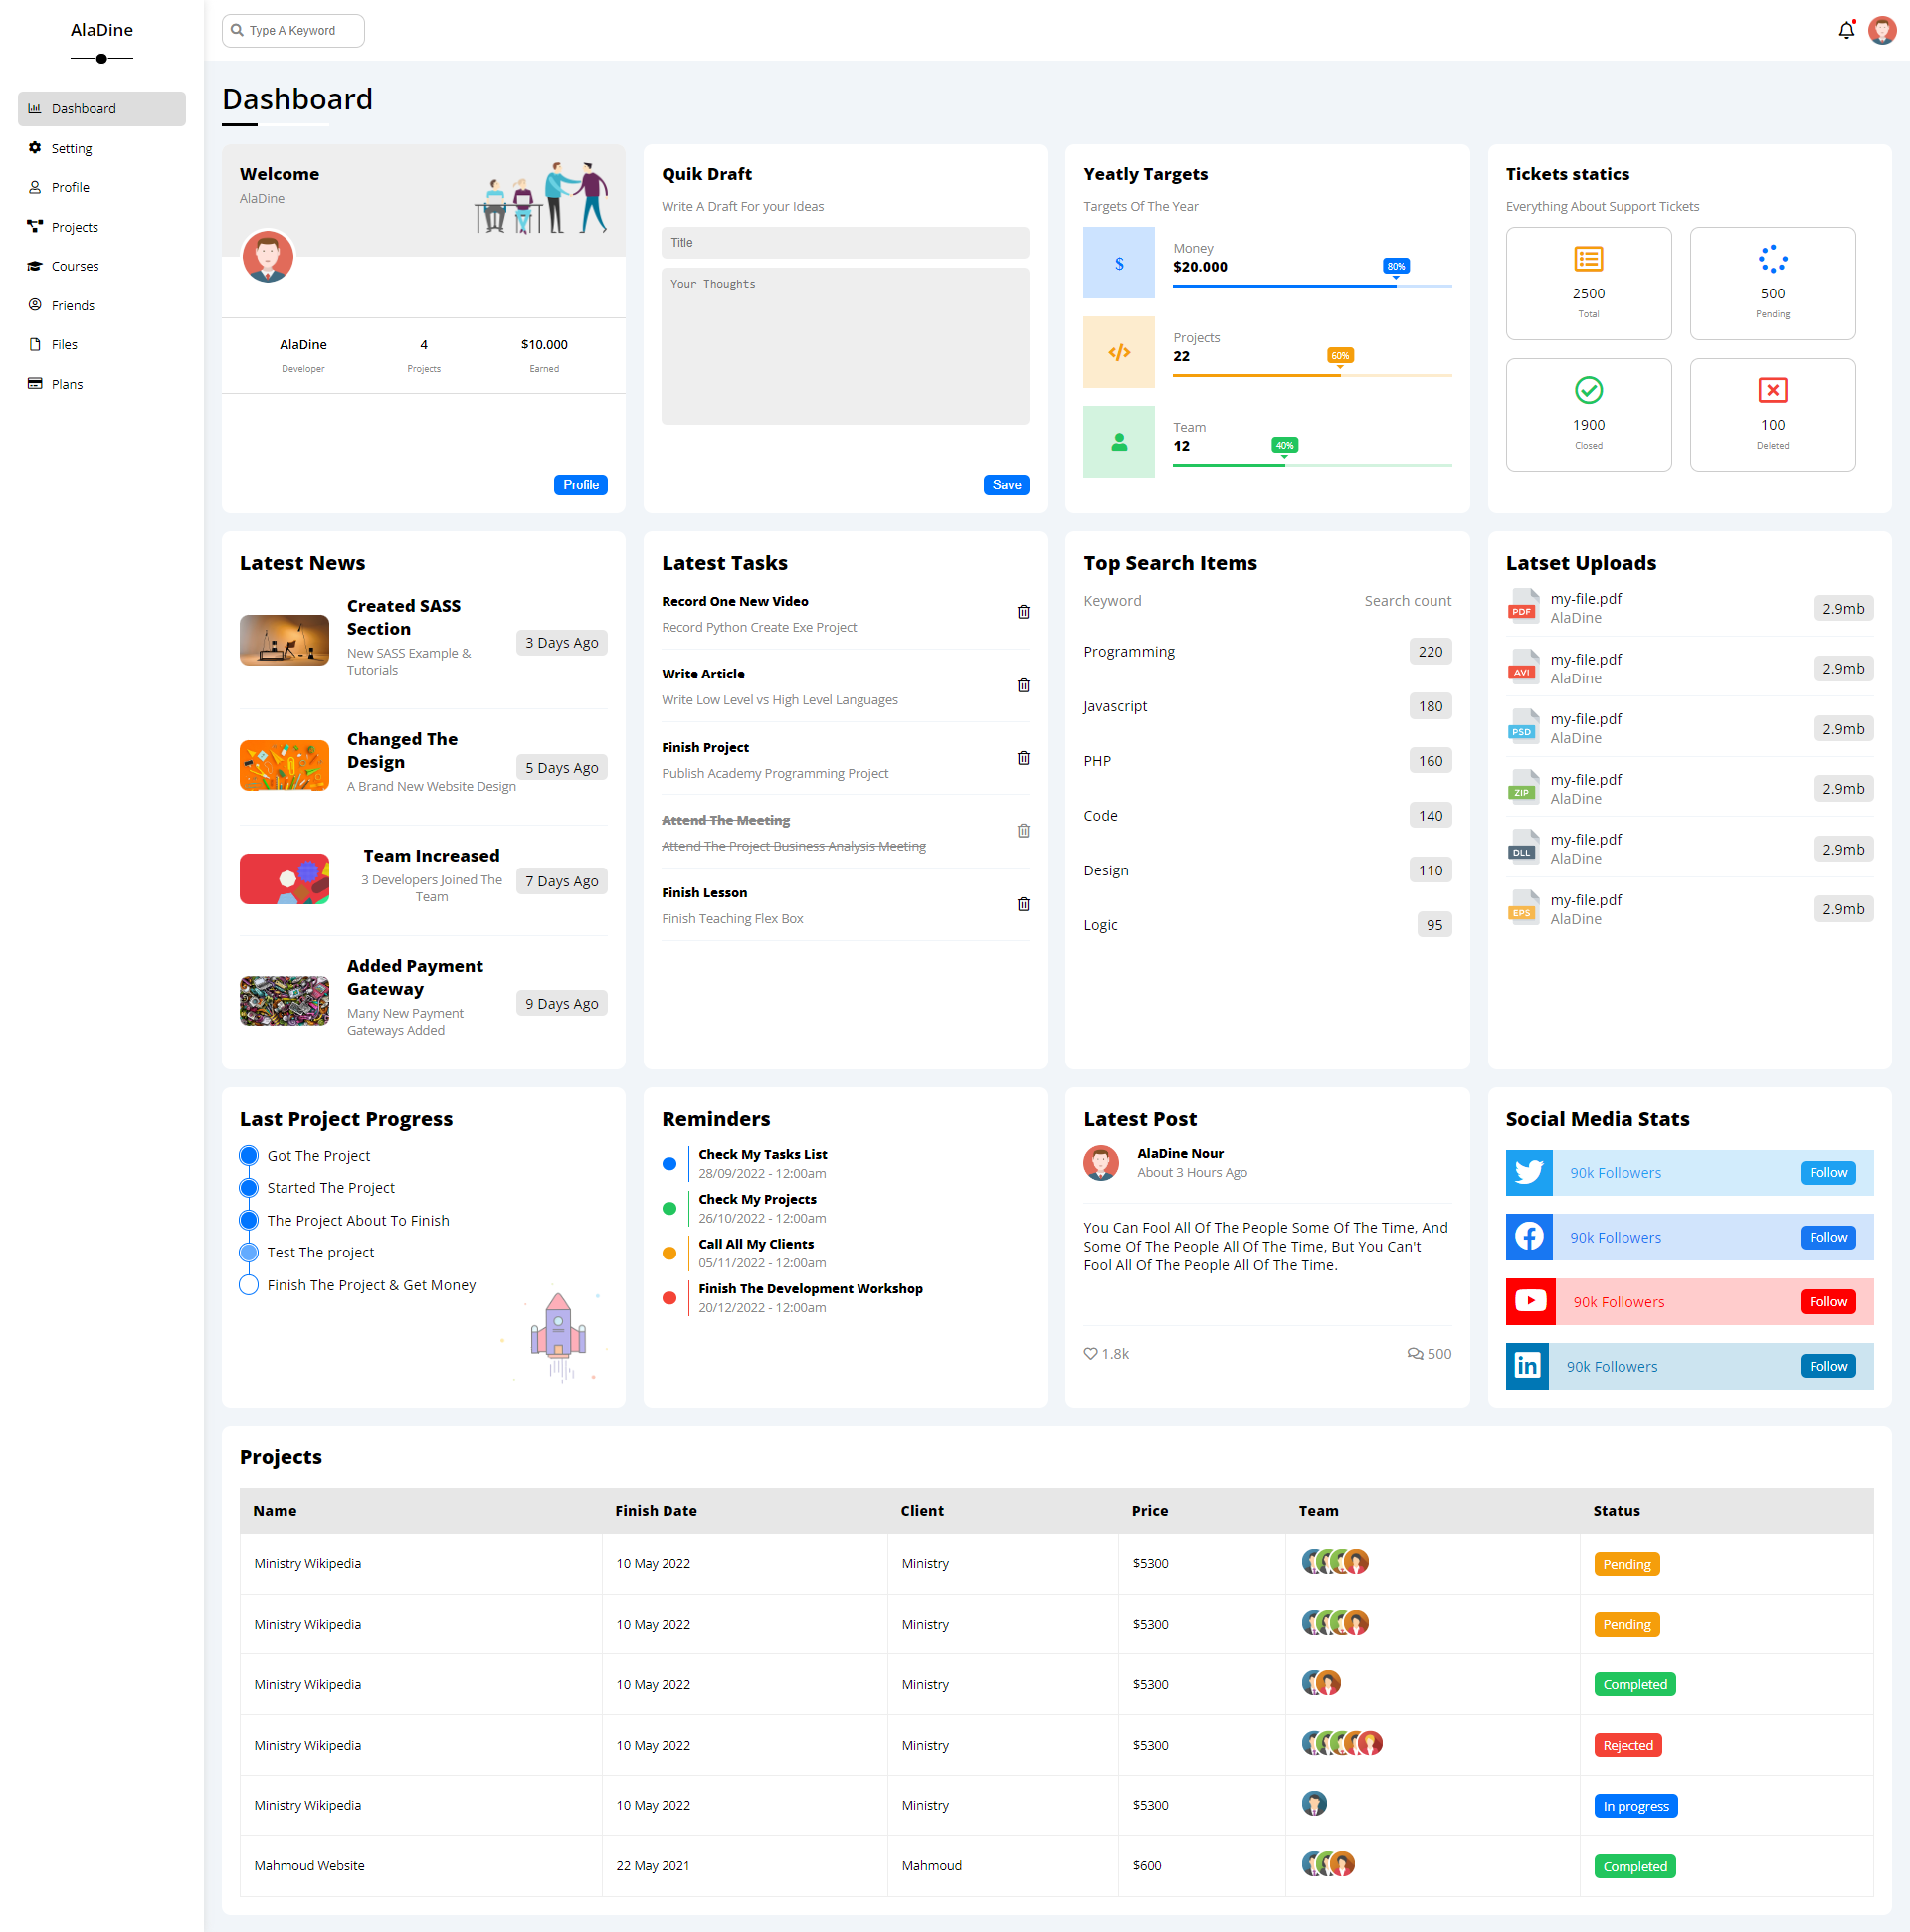 AlaDine
Type A Keyword
Dashboard
Setting
Profile
Projects
Courses
Friends
Files
Plans
Dashboard
Welcome
AlaDine
AlaDine
4
$10.000
Developer
Projects
Earned
Profile
Quik Draft
Write A Draft For your Ideas
Title
Your Thoughts
Save
Yeatly Targets
Targets Of The Year
$
Money
$20.000
80%
Projects
22
60%
Team
12
40%
Tickets statics
Everything About Support Tickets
2500
Total
500
Pending
1900
Closed
100
Deleted
Latest News
Created SASS
Section
New SASS Example &
Tutorials
3 Days Ago
Changed The
Design
A Brand New Website Design
5 Days Ago
Team Increased
3 Developers Joined The
Team
7 Days Ago
Added Payment
Gateway
Many New Payment
Gateways Added
9 Days Ago
Latest Tasks
Record One New Video
Record Python Create Exe Project
Write Article
Write Low Level vs High Level Languages
Finish Project
Publish Academy Programming Project
Attend The Meeting
Attend The Project Business Analysis Meeting
Finish Lesson
Finish Teaching Flex Box
Top Search Items
Keyword
Search count
Programming
220
Javascript
180
PHP
160
Code
140
Design
110
Logic
95
Latset Uploads
PDF
my-file.pdf
AlaDine
2.9mb
AVI
my-file.pdf
AlaDine
2.9mb
PSD
my-file.pdf
AlaDine
2.9mb
ZIP
my-file.pdf
AlaDine
2.9mb
DLL
my-file.pdf
AlaDine
2.9mb
EPS
my-file.pdf
AlaDine
2.9mb
Last Project Progress
Got The Project
Started The Project
The Project About To Finish
Test The project
Finish The Project & Get Money
Reminders
Check My Tasks List
28/09/2022 - 12:00am
Check My Projects
26/10/2022 - 12:00am
Call All My Clients
05/11/2022 - 12:00am
Finish The Development Workshop
20/12/2022 - 12:00am
Latest Post
AlaDine Nour
About 3 Hours Ago
You Can Fool All Of The People Some Of The Time, And
Some Of The People All Of The Time, But You Can't
Fool All Of The People All Of The Time.
1.8k
500
Social Media Stats
90k Followers
Follow
90k Followers
Follow
90k Followers
Follow
in
90k Followers
Follow
Projects
Name Finish Date Client Price Team Status
Ministry Wikipedia 10 May 2022 Ministry $5300 Pending
Ministry Wikipedia 10 May 2022 Ministry $5300 Pending
Ministry Wikipedia 10 May 2022 Ministry $5300 Completed
Ministry Wikipedia 10 May 2022 Ministry $5300 Rejected
Ministry Wikipedia 10 May 2022 Ministry $5300 In progress
Mahmoud Website 22 May 2021 Mahmoud $600 Completed